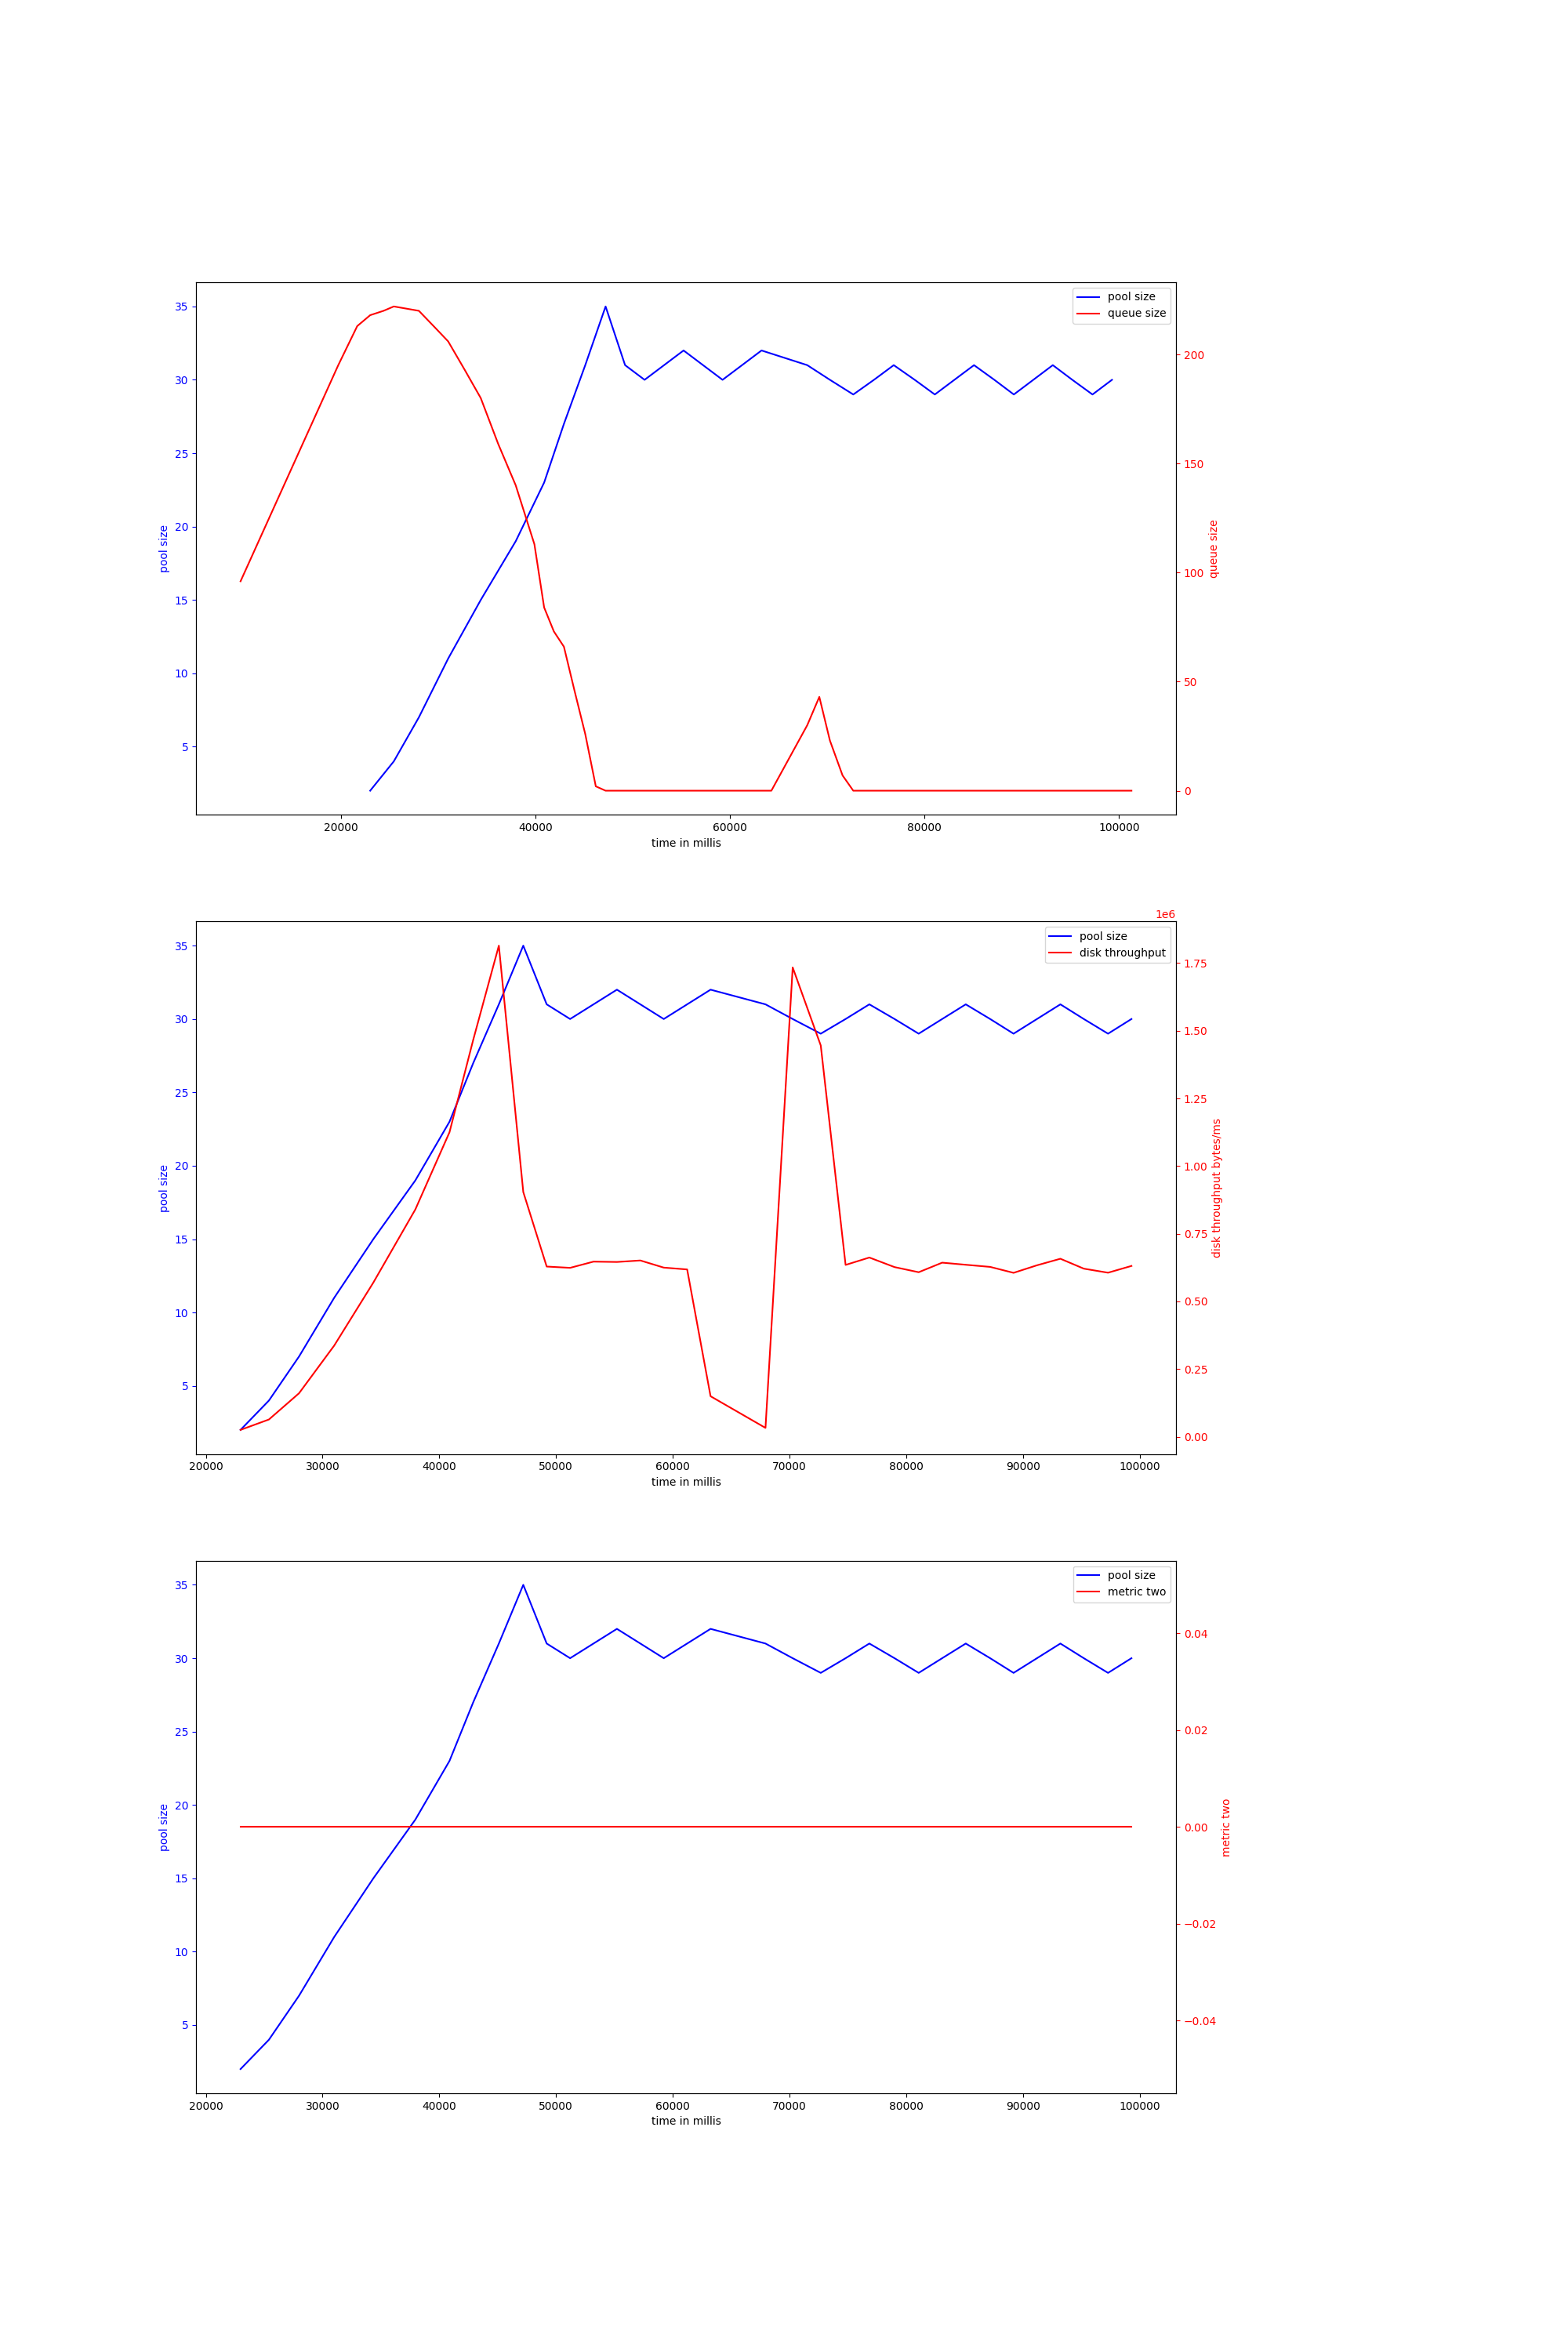 pool size
queue size
35
30
25
20
15
10
5
pool size
200
150
100
50
0
queue size
20000 40000 60000 80000 100000
time in millis
1e6
pool size
disk throughput
35
30
25
20
15
10
5
pool size
1.75
1.50
1.25
1.00
0.75
0.50
0.25
0.00
disk throughput bytes/ms
20000 30000 40000 50000 60000 70000 80000 90000 100000
time in millis
pool size
metric two
35
30
25
20
15
10
5
pool size
0.04
0.02
0.00
−0.02
−0.04
metric two
20000 30000 40000 50000 60000 70000 80000 90000 100000
time in millis